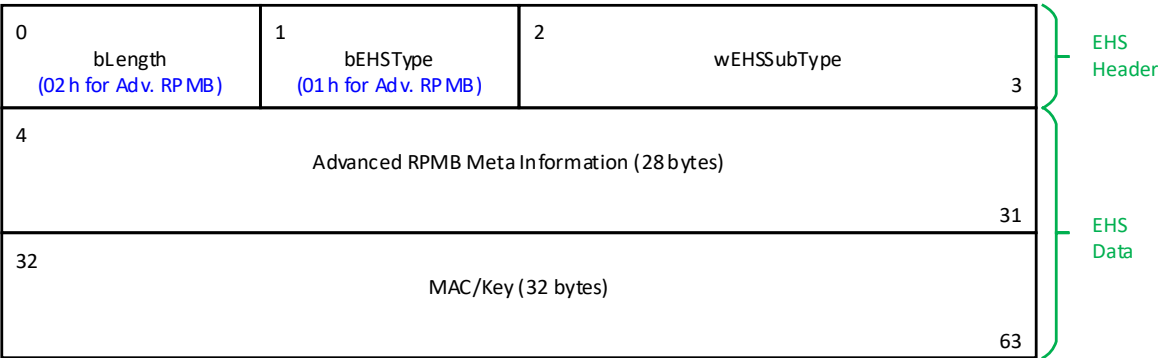 0
bLength
(02h for Adv. RPMB)
1
bEHSType
(01h for Adv. RPMB)
2
wEHSSubType
3
EHS
Header
4
Advanced RPMB Meta Information (28 bytes)
31
32
MAC/Key (32 bytes)
63
EHS
Data